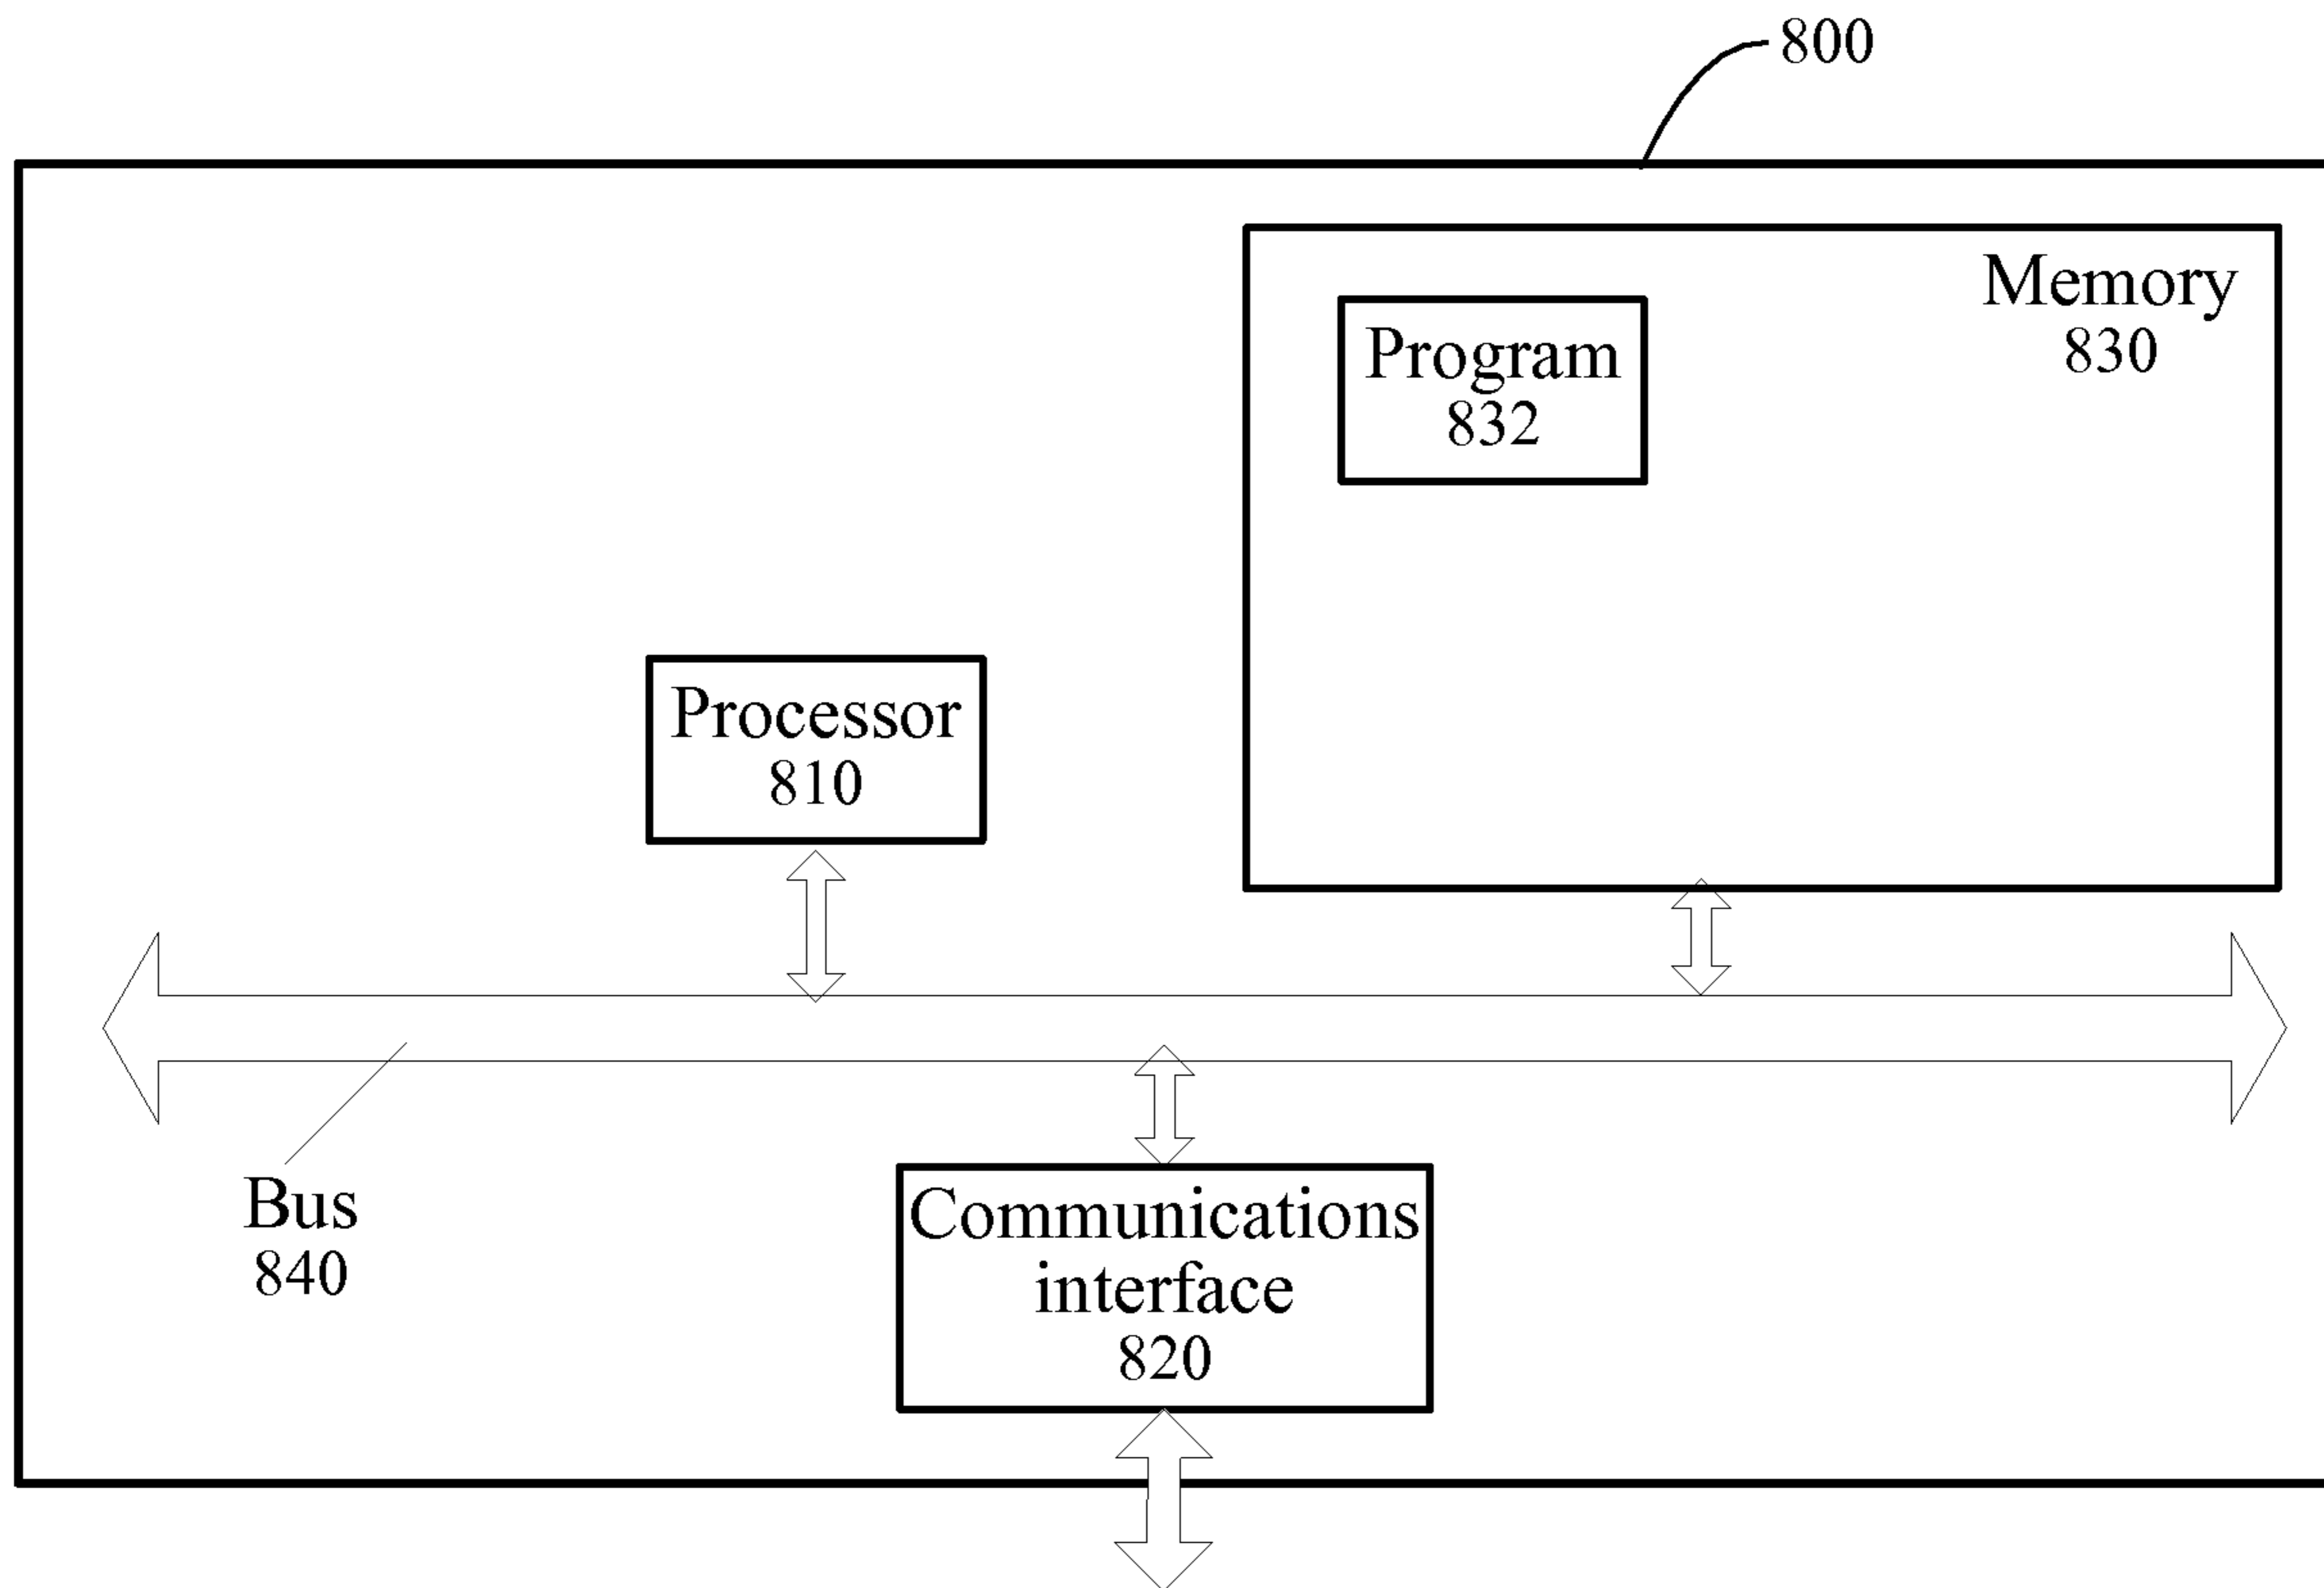 800
Memory
830
Program
832
Processor
810
Bus
840
Communications
interface
820